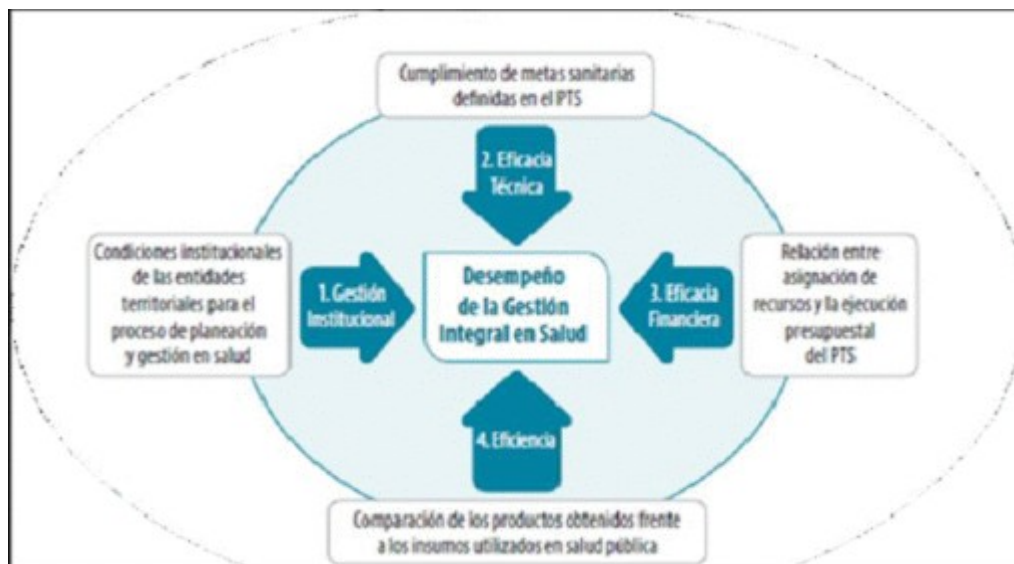 Cumplimiento de metas sanitarias
definidas en el PTS
2. Eficacia
Técnica
Condiciones institucionales
de las entidades
territoriales para el
proceso de planeación
y gestión en salud
1. Gestión
Institucional
Desempeño
de la Gestión
Integral en Salud
3. Eficacia
Financiera
Relación entre
asignación de
recursos y la ejecución
presupuestal
del PTS
4. Eficiencia
Comparación de los productos obtenidos frente
a los insumos utilizados en salud pública